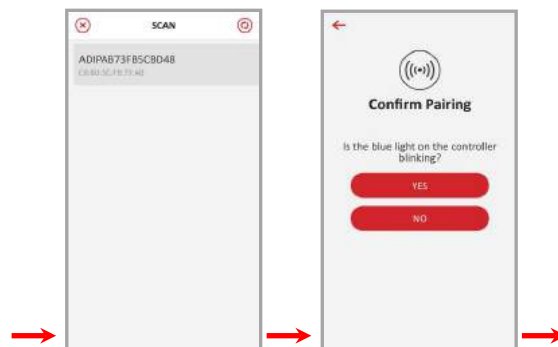 SCAN
ADIPAB73FB5CBD48
Confirm Pairing
Is the blue light on the controller
blinking?
YES
NO